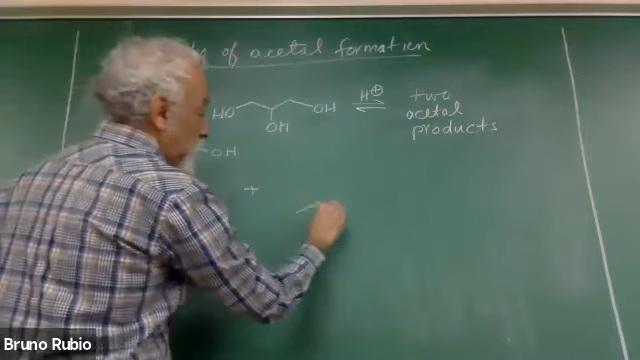 of acetal formation
HO OH H⊕ two
OH acetal
products
OH
+
Bruno Rubio